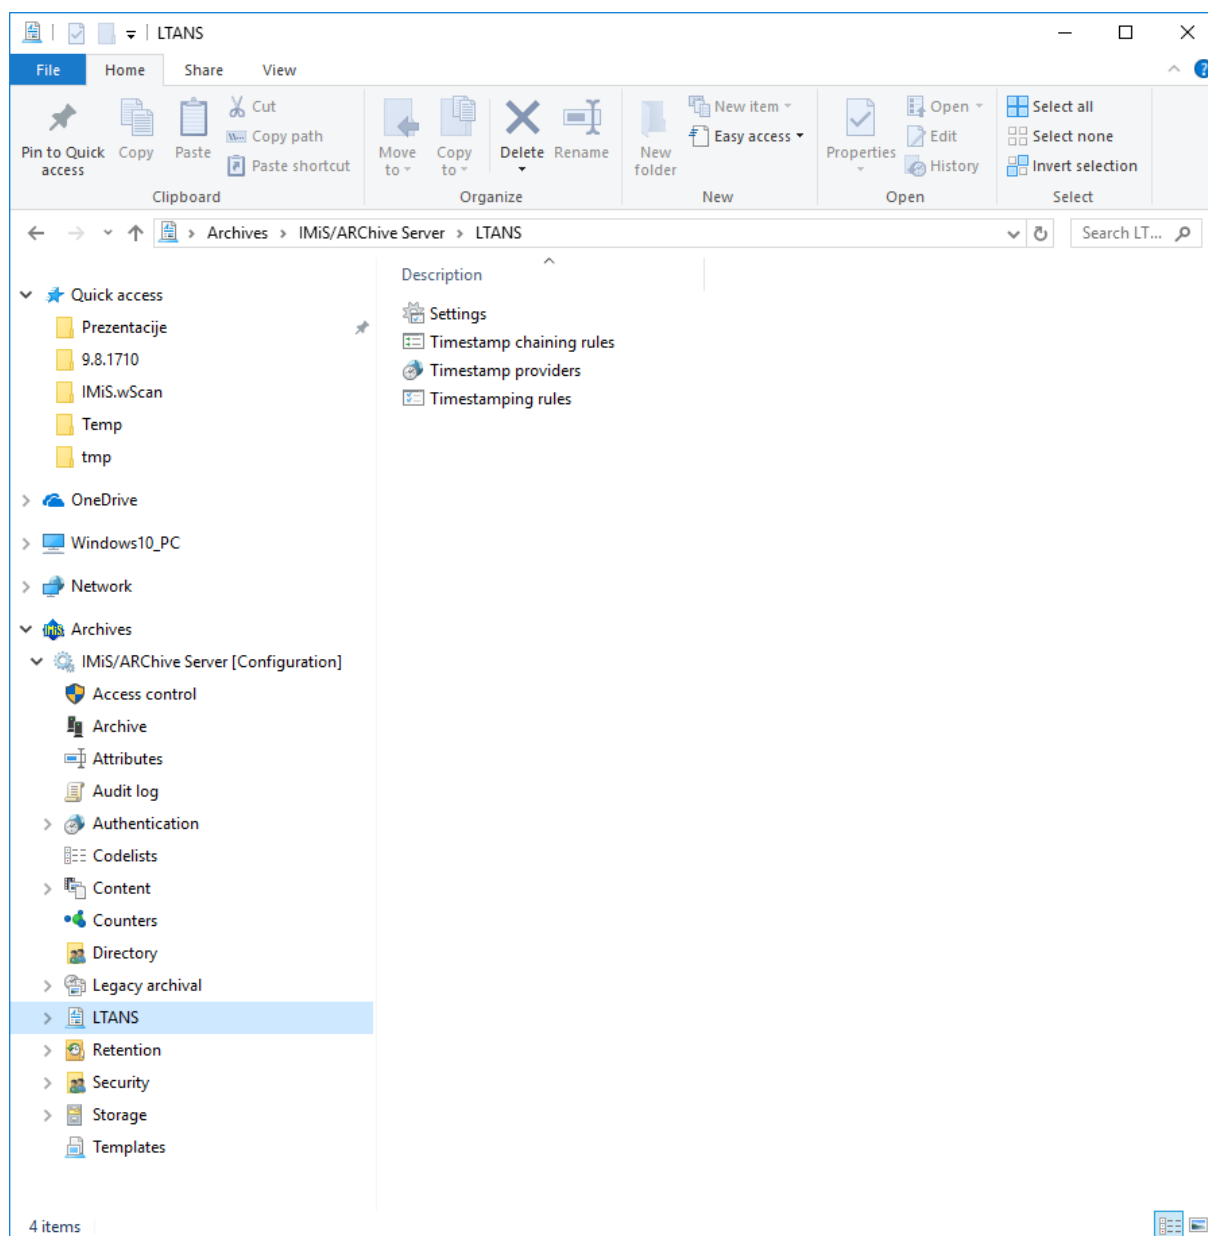 LTANS
File Home Share View
Pin to Quick access
Copy
Paste
Cut
Copy path
Paste shortcut
Move to
Copy to
Delete
Rename
New folder
New item
Easy access
Properties
Open
Edit
History
Select all
Select none
Invert selection
Clipboard Organize New Open Select
Archives > IMiS/ARChive Server > LTANS
Search LT...
Quick access
Prezentacije
9.8.1710
IMiS.wScan
Temp
tmp
OneDrive
Windows10_PC
Network
Archives
IMiS/ARChive Server [Configuration]
Access control
Archive
Attributes
Audit log
Authentication
Codelists
Content
Counters
Directory
Legacy archival
LTANS
Retention
Security
Storage
Templates
Description
Settings
Timestamp chaining rules
Timestamp providers
Timestamping rules
4 items